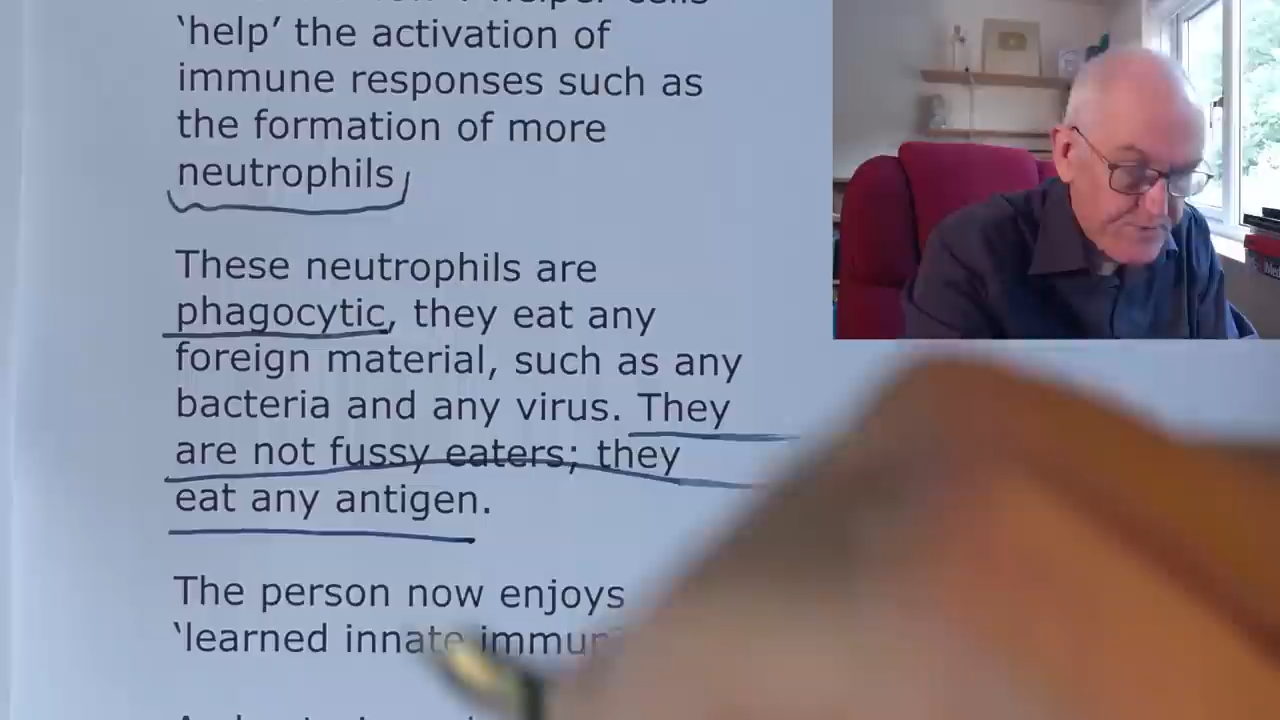 helper cells
‘help’ the activation of
immune responses such as
the formation of more
neutrophils
These neutrophils are
phagocytic, they eat any
foreign material, such as any
bacteria and any virus. They
are not fussy eaters; they
eat any antigen.
The person now enjoys
‘learned innate